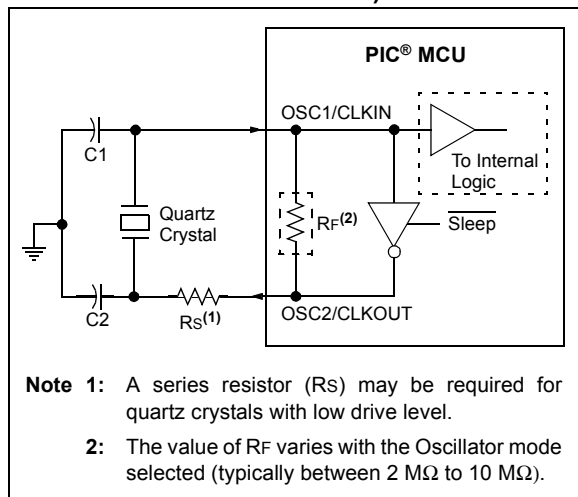 PIC® MCU
OSC1/CLKIN
C1
To Internal
Logic
Quartz
Crystal
RF(2)
Sleep
C2
RS(1)
OSC2/CLKOUT
Note 1: A series resistor (RS) may be required for
quartz crystals with low drive level.
2: The value of RF varies with the Oscillator mode
selected (typically between 2 MΩ to 10 MΩ).